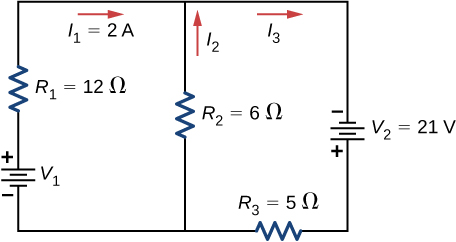 I₁ = 2 A
I₂
I₃
R₁ = 12 Ω
R₂ = 6 Ω
−
V₂ = 21 V
+
+
V₁
−
R₃ = 5 Ω